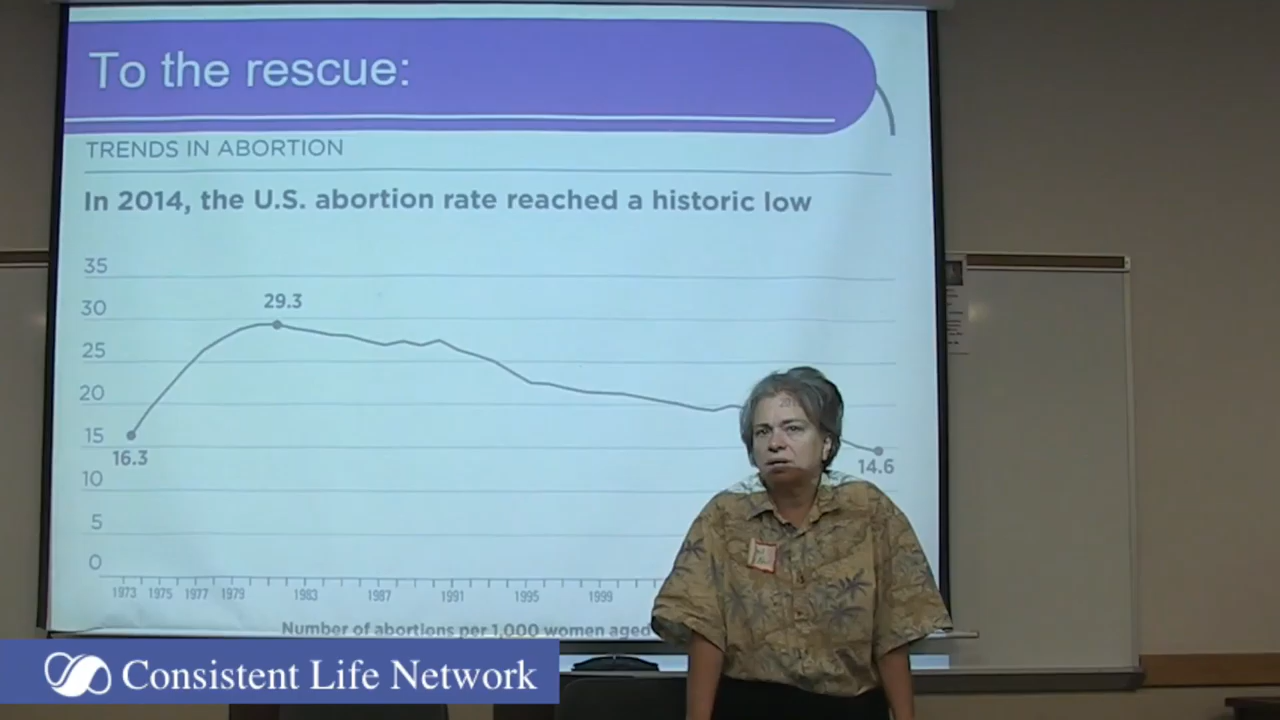 To the rescue:
TRENDS IN ABORTION
In 2014, the U.S. abortion rate reached a historic low
35
30
29.3
25
20
15
16.3
14.6
10
5
0
1973 1975 1977 1979 1983 1987 1991 1995 1999
Number of abortions per 1,000 women aged
Consistent Life Network